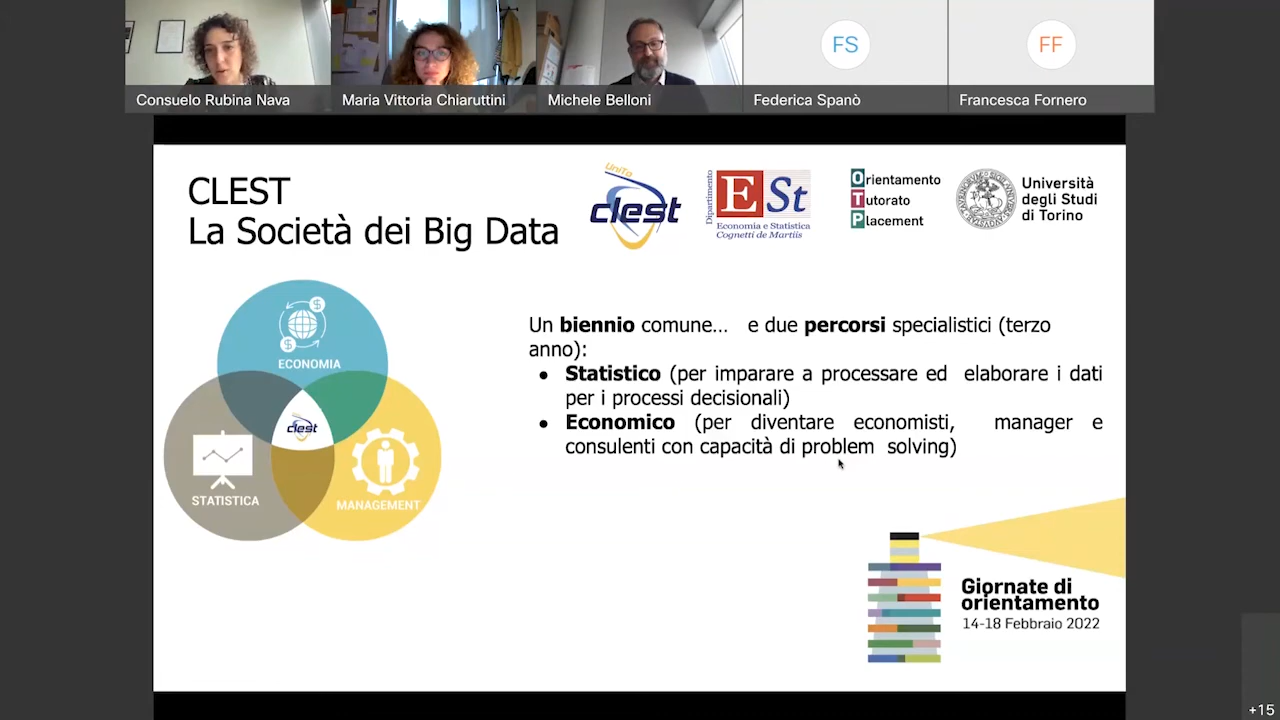 Consuelo Rubina Nava
Maria Vittoria Chiaruttini
Michele Belloni
FS
Federica Spanò
FF
Francesca Fornero
CLEST
La Società dei Big Data
UniTo
clest
Dipartimento
ESt
Economia e Statistica
Cognetti de Martiis
Orientamento
Tutorato
Placement
Università
degli Studi
di Torino
ECONOMIA
clest
STATISTICA
MANAGEMENT
Un biennio comune... e due percorsi specialistici (terzo
anno):
● Statistico (per imparare a processare ed elaborare i dati
per i processi decisionali)
● Economico (per diventare economisti, manager e
consulenti con capacità di problem solving)
Giornate di
orientamento
14-18 Febbraio 2022
+15